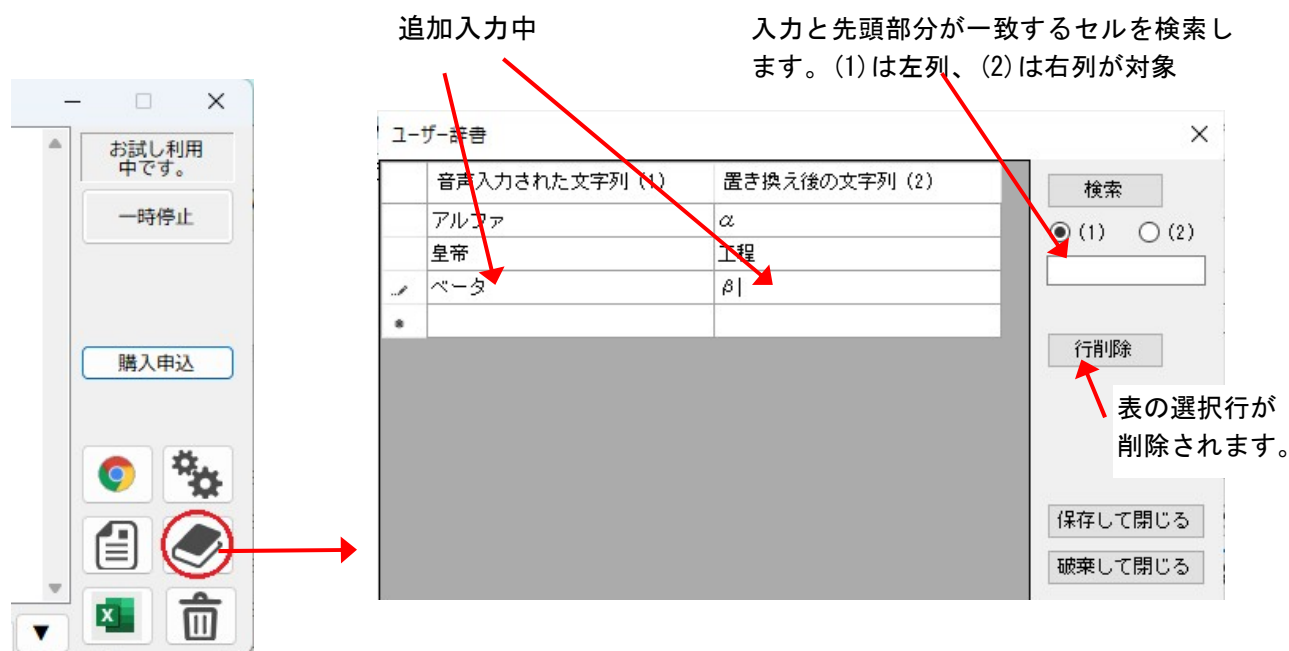 追加入力中
入力と先頭部分が一致するセルを検索し
ます。(1)は左列、(2)は右列が対象
お試し利用
中です。
一時停止
購入申込
ユーザー辞書
音声入力された文字列 (1) 置き換え後の文字列 (2)
アルファ α
皇帝 工程
ベータ β
検索
(1) (2)
行削除
表の選択行が
削除されます。
保存して閉じる
破棄して閉じる